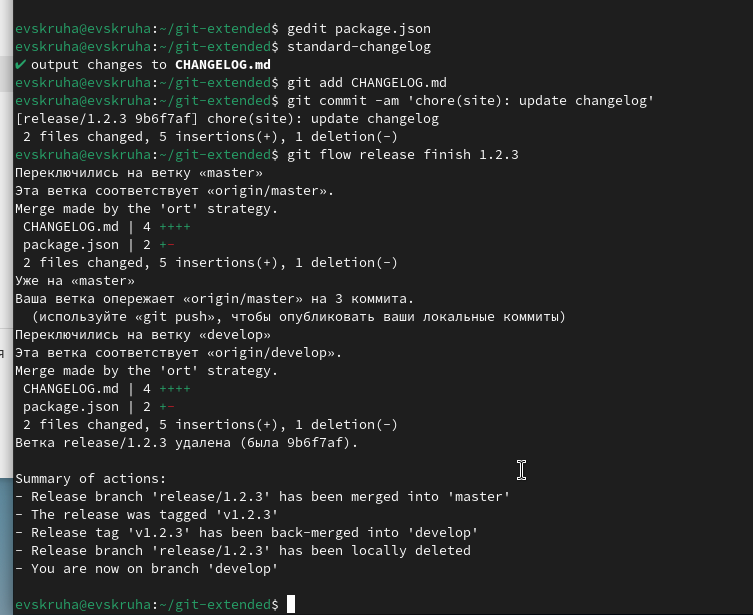 evskruha@evskruha:~/git-extended$ gedit package.json
evskruha@evskruha:~/git-extended$ standard-changelog
✔ output changes to CHANGELOG.md
evskruha@evskruha:~/git-extended$ git add CHANGELOG.md
evskruha@evskruha:~/git-extended$ git commit -am 'chore(site): update changelog'
[release/1.2.3 9b6f7af] chore(site): update changelog
 2 files changed, 5 insertions(+), 1 deletion(-)
evskruha@evskruha:~/git-extended$ git flow release finish 1.2.3
Переключились на ветку «master»
Эта ветка соответствует «origin/master».
Merge made by the 'ort' strategy.
 CHANGELOG.md | 4 ++++
 package.json | 2 +-
 2 files changed, 5 insertions(+), 1 deletion(-)
Уже на «master»
Ваша ветка опережает «origin/master» на 3 коммита.
  (используйте «git push», чтобы опубликовать ваши локальные коммиты)
Переключились на ветку «develop»
я
Эта ветка соответствует «origin/develop».
Merge made by the 'ort' strategy.
 CHANGELOG.md | 4 ++++
 package.json | 2 +-
 2 files changed, 5 insertions(+), 1 deletion(-)
Ветка release/1.2.3 удалена (была 9b6f7af).
Summary of actions:
- Release branch 'release/1.2.3' has been merged into 'master'
- The release was tagged 'v1.2.3'
- Release tag 'v1.2.3' has been back-merged into 'develop'
- Release branch 'release/1.2.3' has been locally deleted
- You are now on branch 'develop'
evskruha@evskruha:~/git-extended$